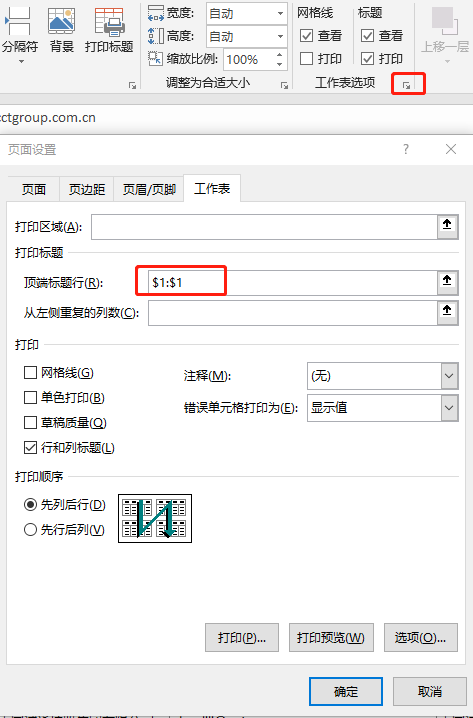 宽度: 自动 网格线 标题
高度: 自动 查看 查看
分隔符 背景 打印标题 缩放比例: 100% 打印 打印 上移一层
调整为合适大小 工作表选项
ctgroup.com.cn
页面设置 ? ×
页面 页边距 页眉/页脚 工作表
打印区域(A):
打印标题
顶端标题行(R): $1:$1
从左侧重复的列数(C):
打印
网格线(G) 注释(M): (无)
单色打印(B)
草稿质量(Q) 错误单元格打印为(E): 显示值
行和列标题(L)
打印顺序
先列后行(D)
先行后列(V)
打印(P)... 打印预览(W) 选项(O)...
确定 取消